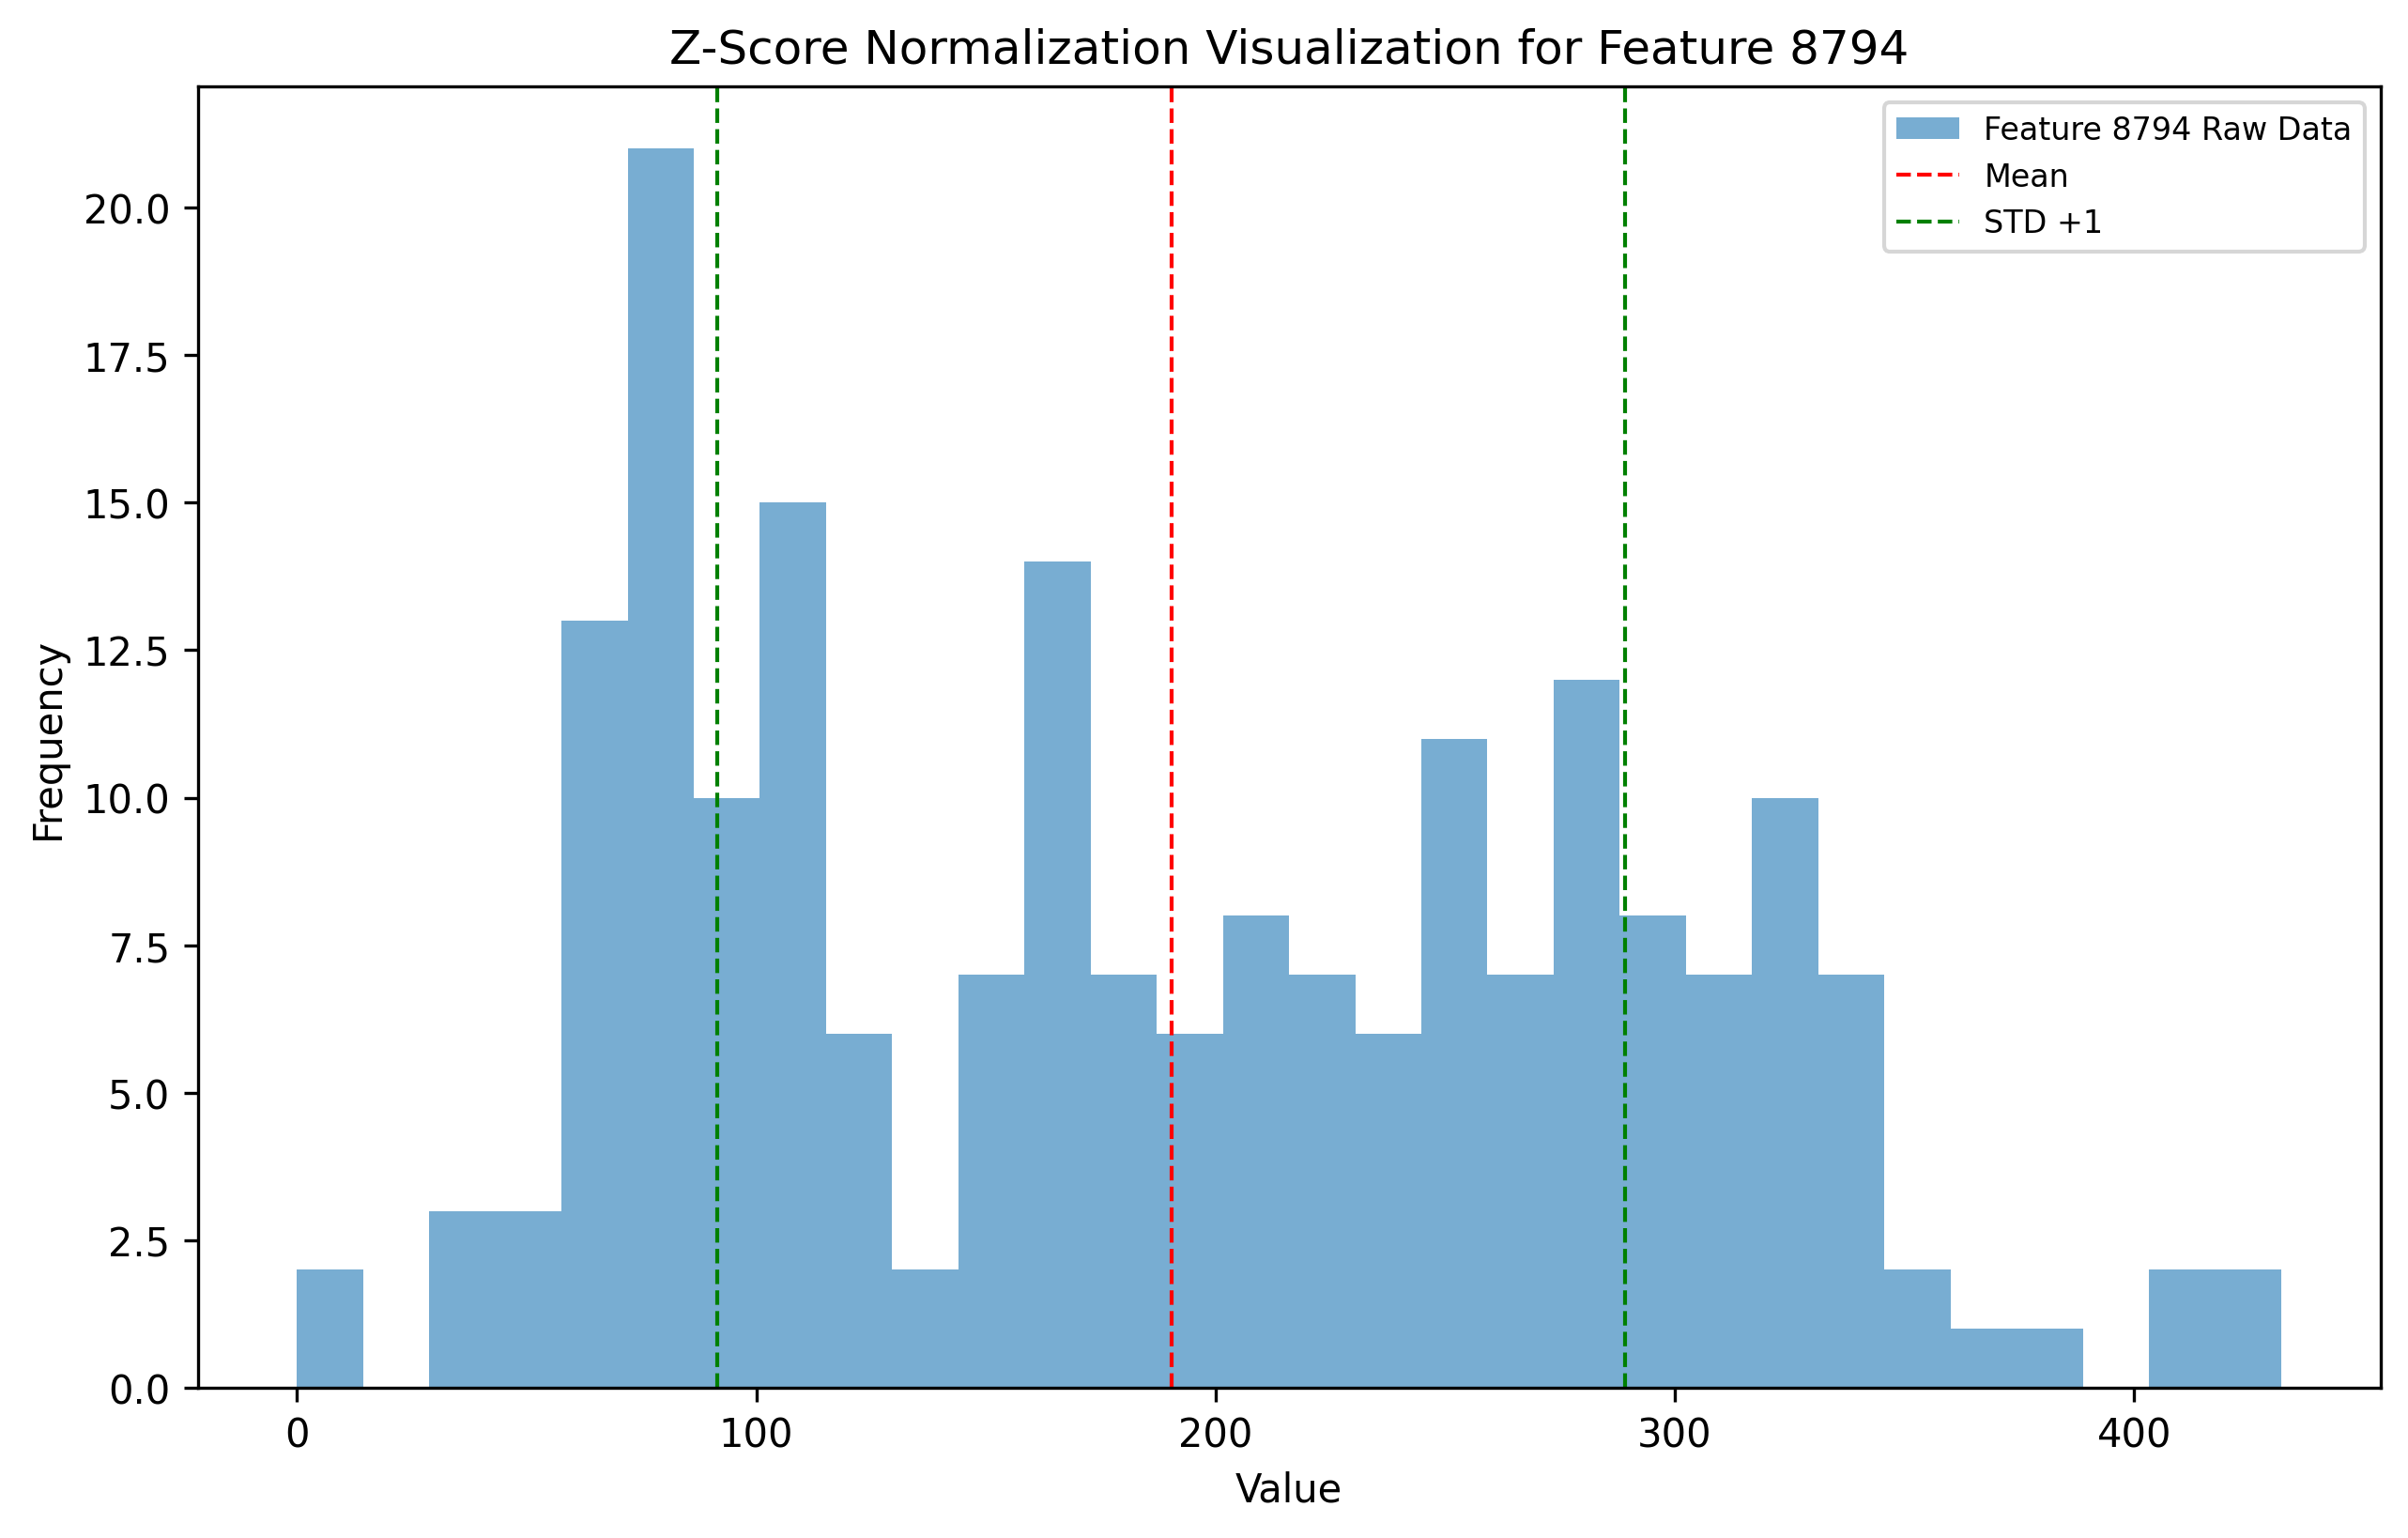 Z-Score Normalization Visualization for Feature 8794
Feature 8794 Raw Data
Mean
STD +1
20.0
17.5
15.0
12.5
10.0
7.5
5.0
2.5
0.0
Frequency
0 100 200 300 400
Value